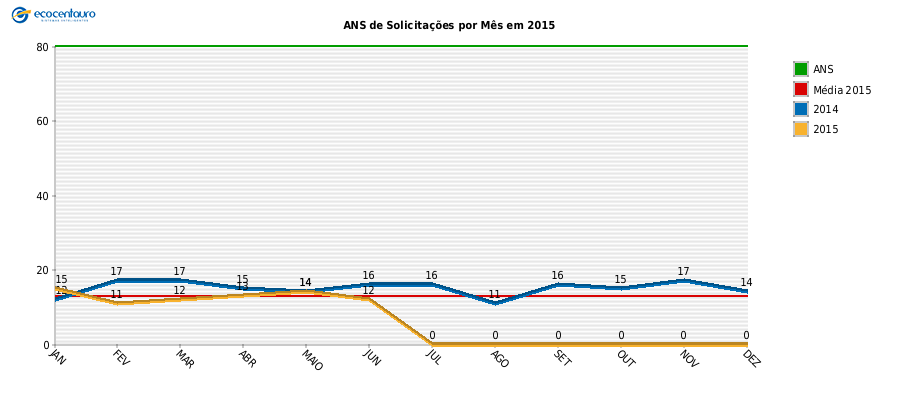 ecocentauro
ANS de Solicitações por Mês em 2015
80
60
40
20
0
ANS
Média 2015
2014
2015
15 17 17 15 14 16 16 11 16 15 17 14
12 11 12 13 14 12 0 0 0 0 0 0
JAN FEV MAR ABR MAIO JUN JUL AGO SET OUT NOV DEZ